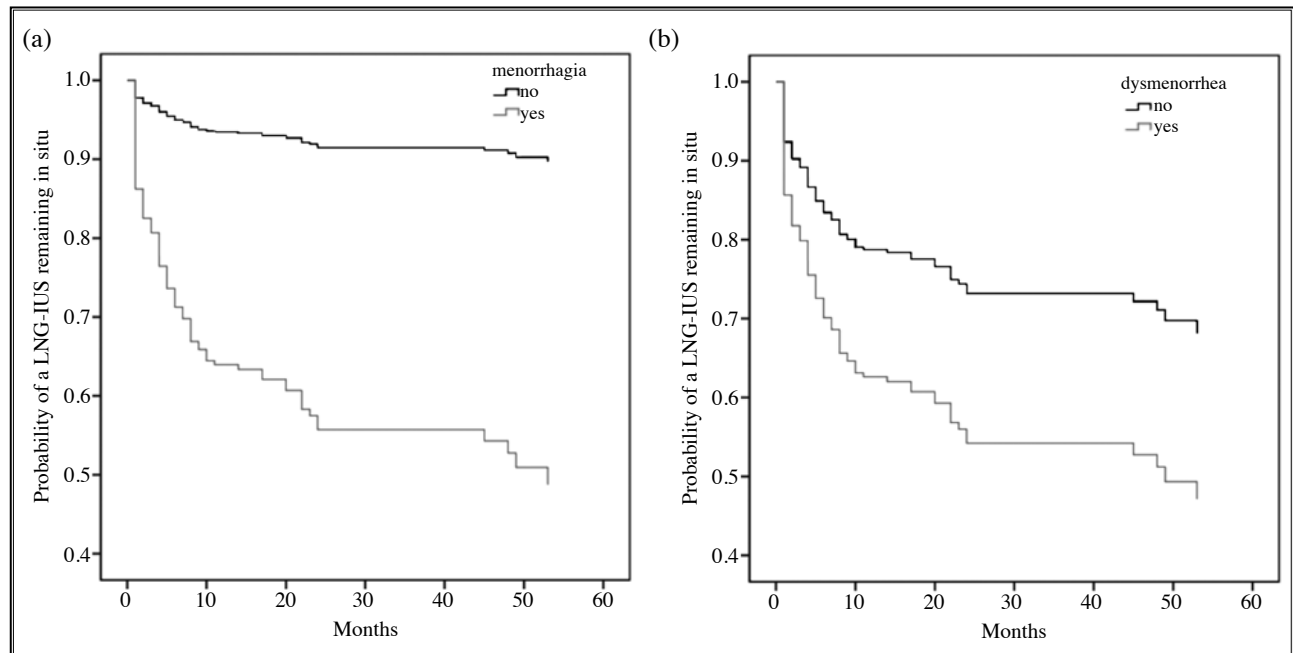 (a)
menorrhagia
no
yes
1.0
0.9
0.8
0.7
0.6
0.5
0.4
Probability of a LNG-IUS remaining in situ
0 10 20 30 40 50 60
Months
(b)
dysmenorrhea
no
yes
1.0
0.9
0.8
0.7
0.6
0.5
0.4
Probability of a LNG-IUS remaining in situ
0 10 20 30 40 50 60
Months